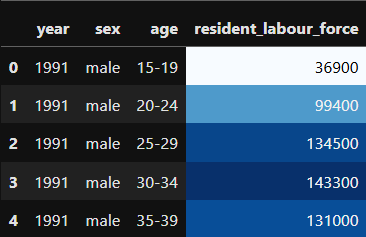 year sex age resident_labour_force
0 1991 male 15-19 36900
1 1991 male 20-24 99400
2 1991 male 25-29 134500
3 1991 male 30-34 143300
4 1991 male 35-39 131000